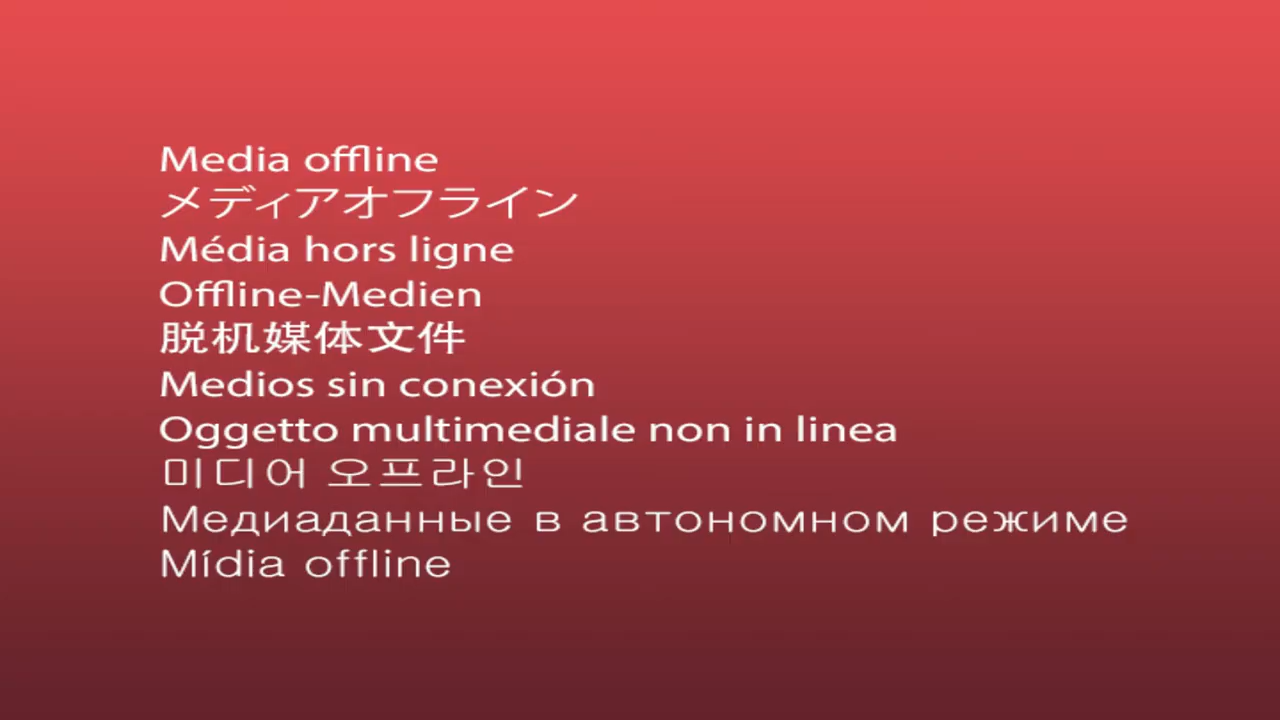 Media offline
メディアオフライン
Média hors ligne
Offline-Medien
脱机媒体文件
Medios sin conexión
Oggetto multimediale non in linea
미디어 오프라인
Медиаданные в автономном режиме
Mídia offline